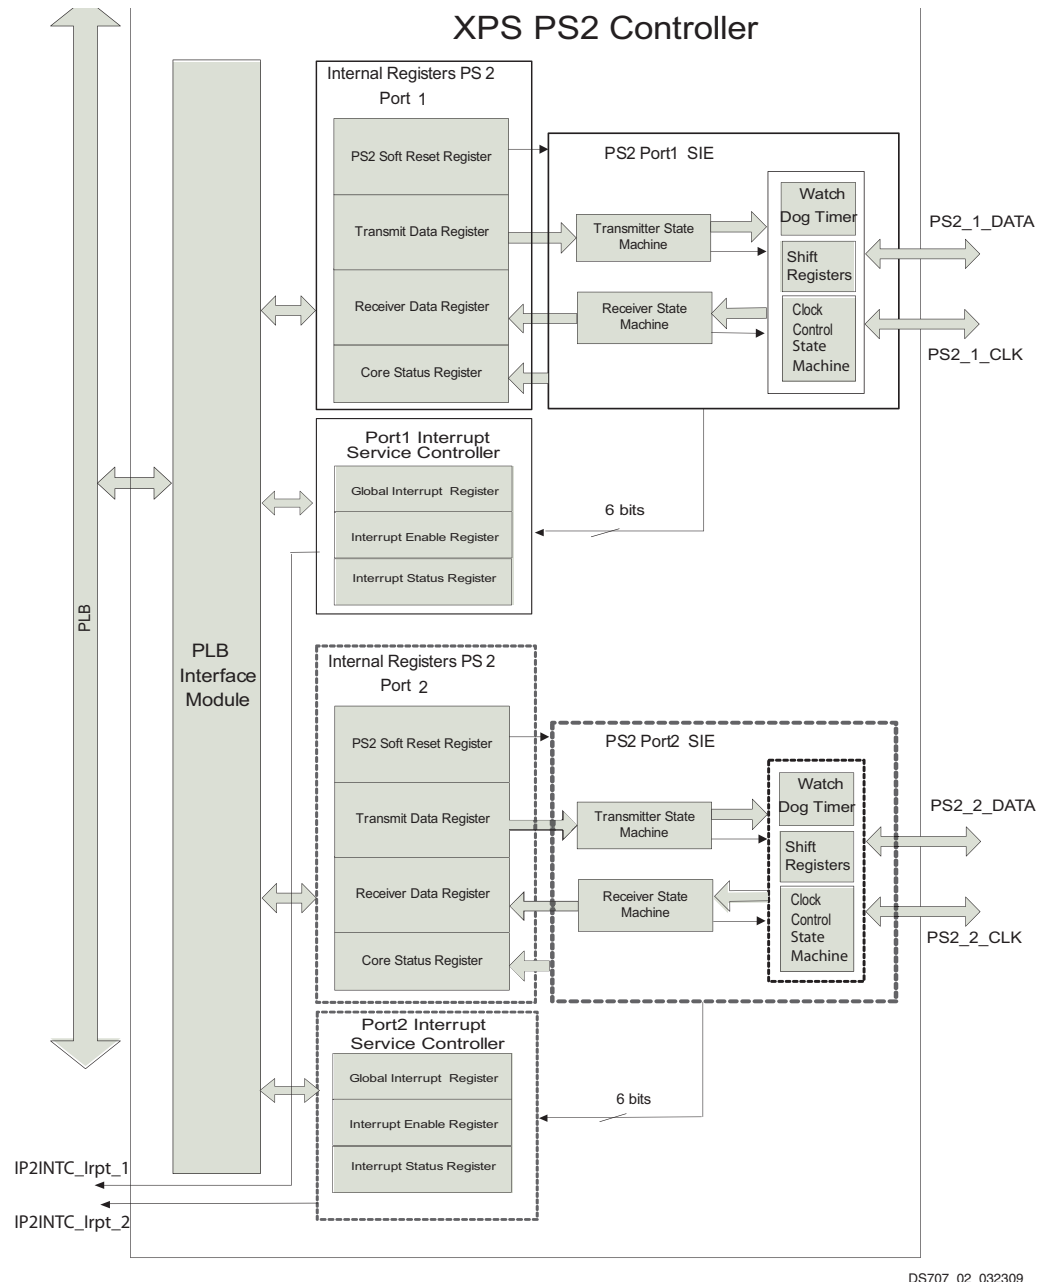 XPS PS2 Controller
Internal Registers PS 2
Port 1
PS2 Soft Reset Register
Transmit Data Register
Receiver Data Register
Core Status Register
PS2 Port1 SIE
Transmitter State
Machine
Receiver State
Machine
Watch
Dog Timer
Shift
Registers
Clock
Control
State
Machine
PS2_1_DATA
PS2_1_CLK
Port1 Interrupt
Service Controller
Global Interrupt Register
Interrupt Enable Register
Interrupt Status Register
6 bits
PLB
PLB
Interface
Module
Internal Registers PS 2
Port 2
PS2 Soft Reset Register
Transmit Data Register
Receiver Data Register
Core Status Register
PS2 Port2 SIE
Transmitter State
Machine
Receiver State
Machine
Watch
Dog Timer
Shift
Registers
Clock
Control
State
Machine
PS2_2_DATA
PS2_2_CLK
Port2 Interrupt
Service Controller
Global Interrupt Register
Interrupt Enable Register
Interrupt Status Register
6 bits
IP2INTC_Irpt_1
IP2INTC_Irpt_2
DS707_02_032309